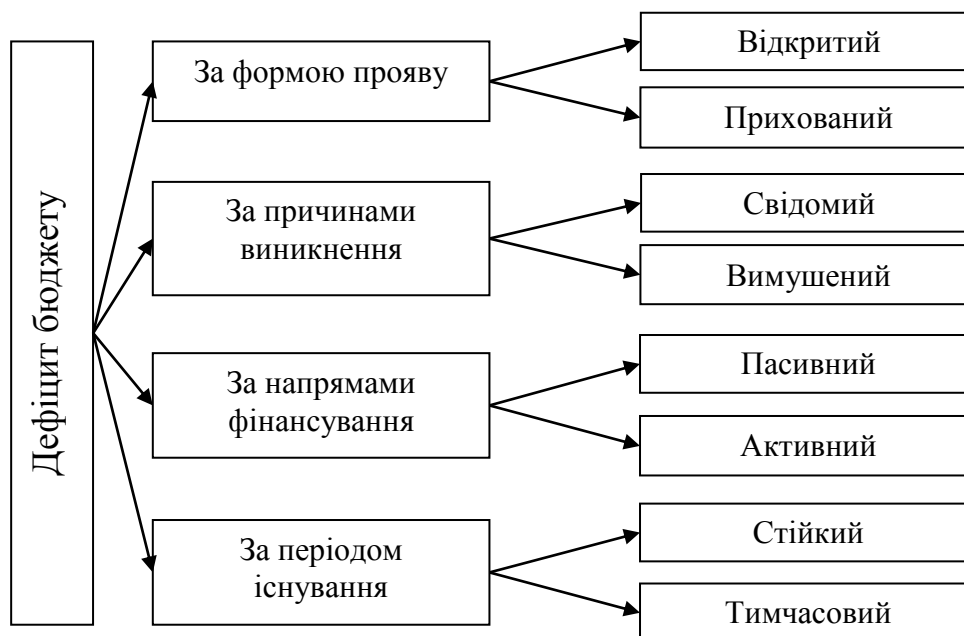 Дефіцит бюджету
За формою прояву
Відкритий
Прихований
За причинами
виникнення
Свідомий
Вимушений
За напрямами
фінансування
Пасивний
Активний
За періодом
існування
Стійкий
Тимчасовий